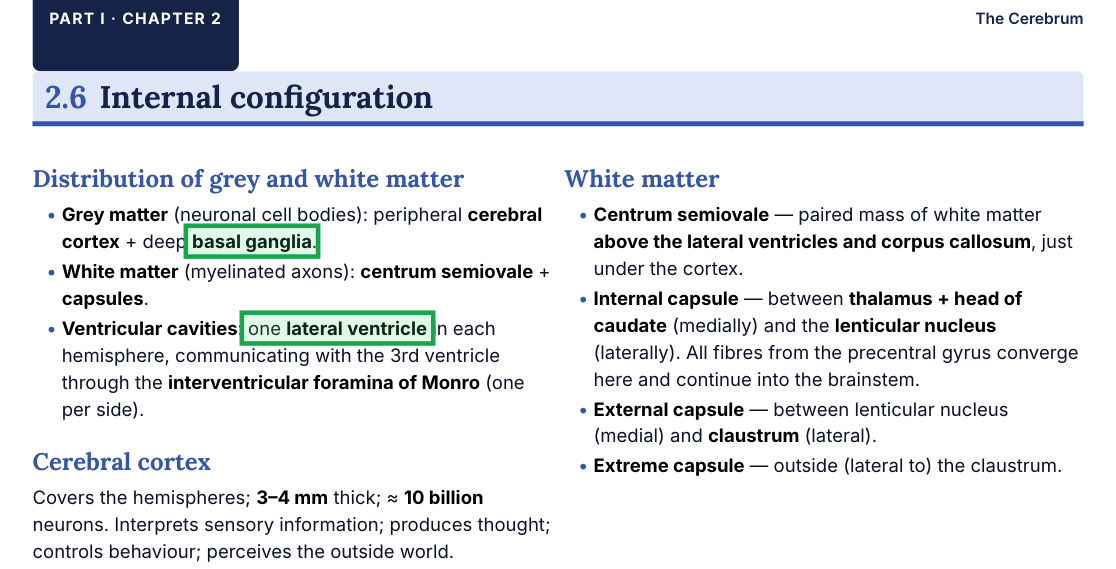 PART I · CHAPTER 2
The Cerebrum
2.6 Internal configuration
Distribution of grey and white matter
• Grey matter (neuronal cell bodies): peripheral cerebral
cortex + deep basal ganglia.
• White matter (myelinated axons): centrum semiovale +
capsules.
• Ventricular cavities: one lateral ventricle in each
hemisphere, communicating with the 3rd ventricle
through the interventricular foramina of Monro (one
per side).
Cerebral cortex
Covers the hemispheres; 3–4 mm thick; ≈ 10 billion
neurons. Interprets sensory information; produces thought;
controls behaviour; perceives the outside world.
White matter
• Centrum semiovale — paired mass of white matter
above the lateral ventricles and corpus callosum, just
under the cortex.
• Internal capsule — between thalamus + head of
caudate (medially) and the lenticular nucleus
(laterally). All fibres from the precentral gyrus converge
here and continue into the brainstem.
• External capsule — between lenticular nucleus
(medial) and claustrum (lateral).
• Extreme capsule — outside (lateral to) the claustrum.